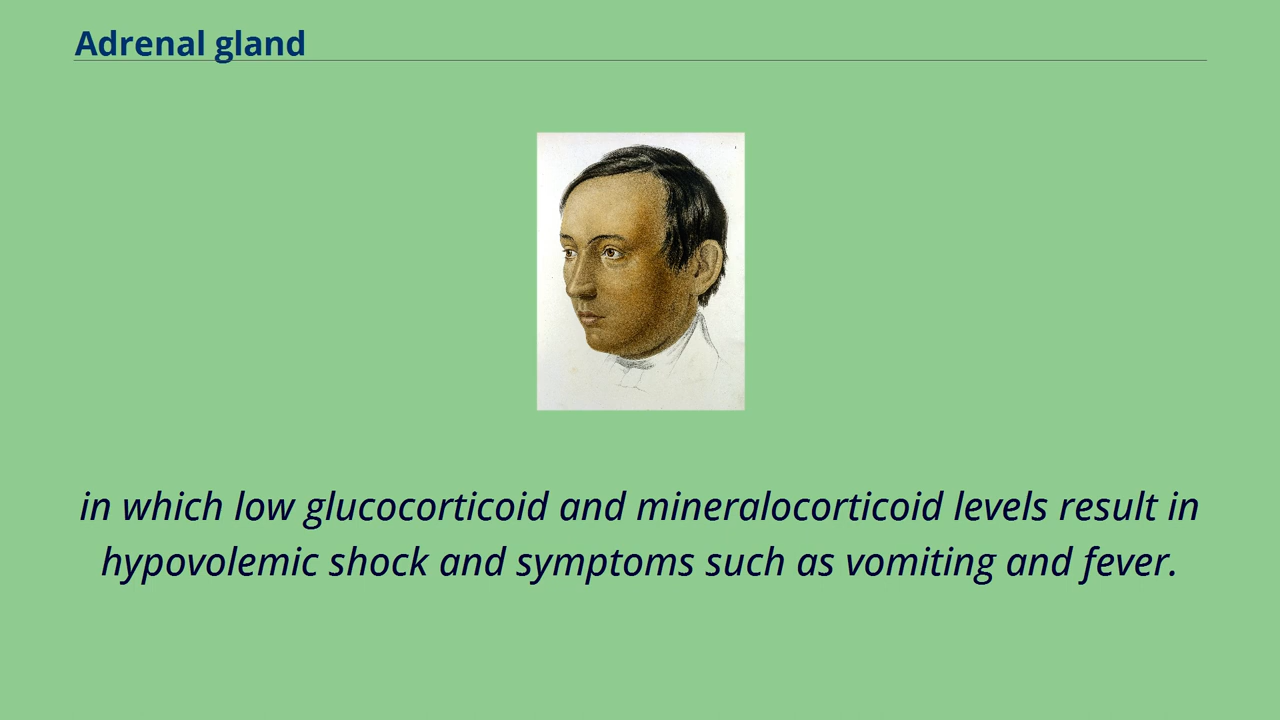 Adrenal gland
in which low glucocorticoid and mineralocorticoid levels result in
hypovolemic shock and symptoms such as vomiting and fever.